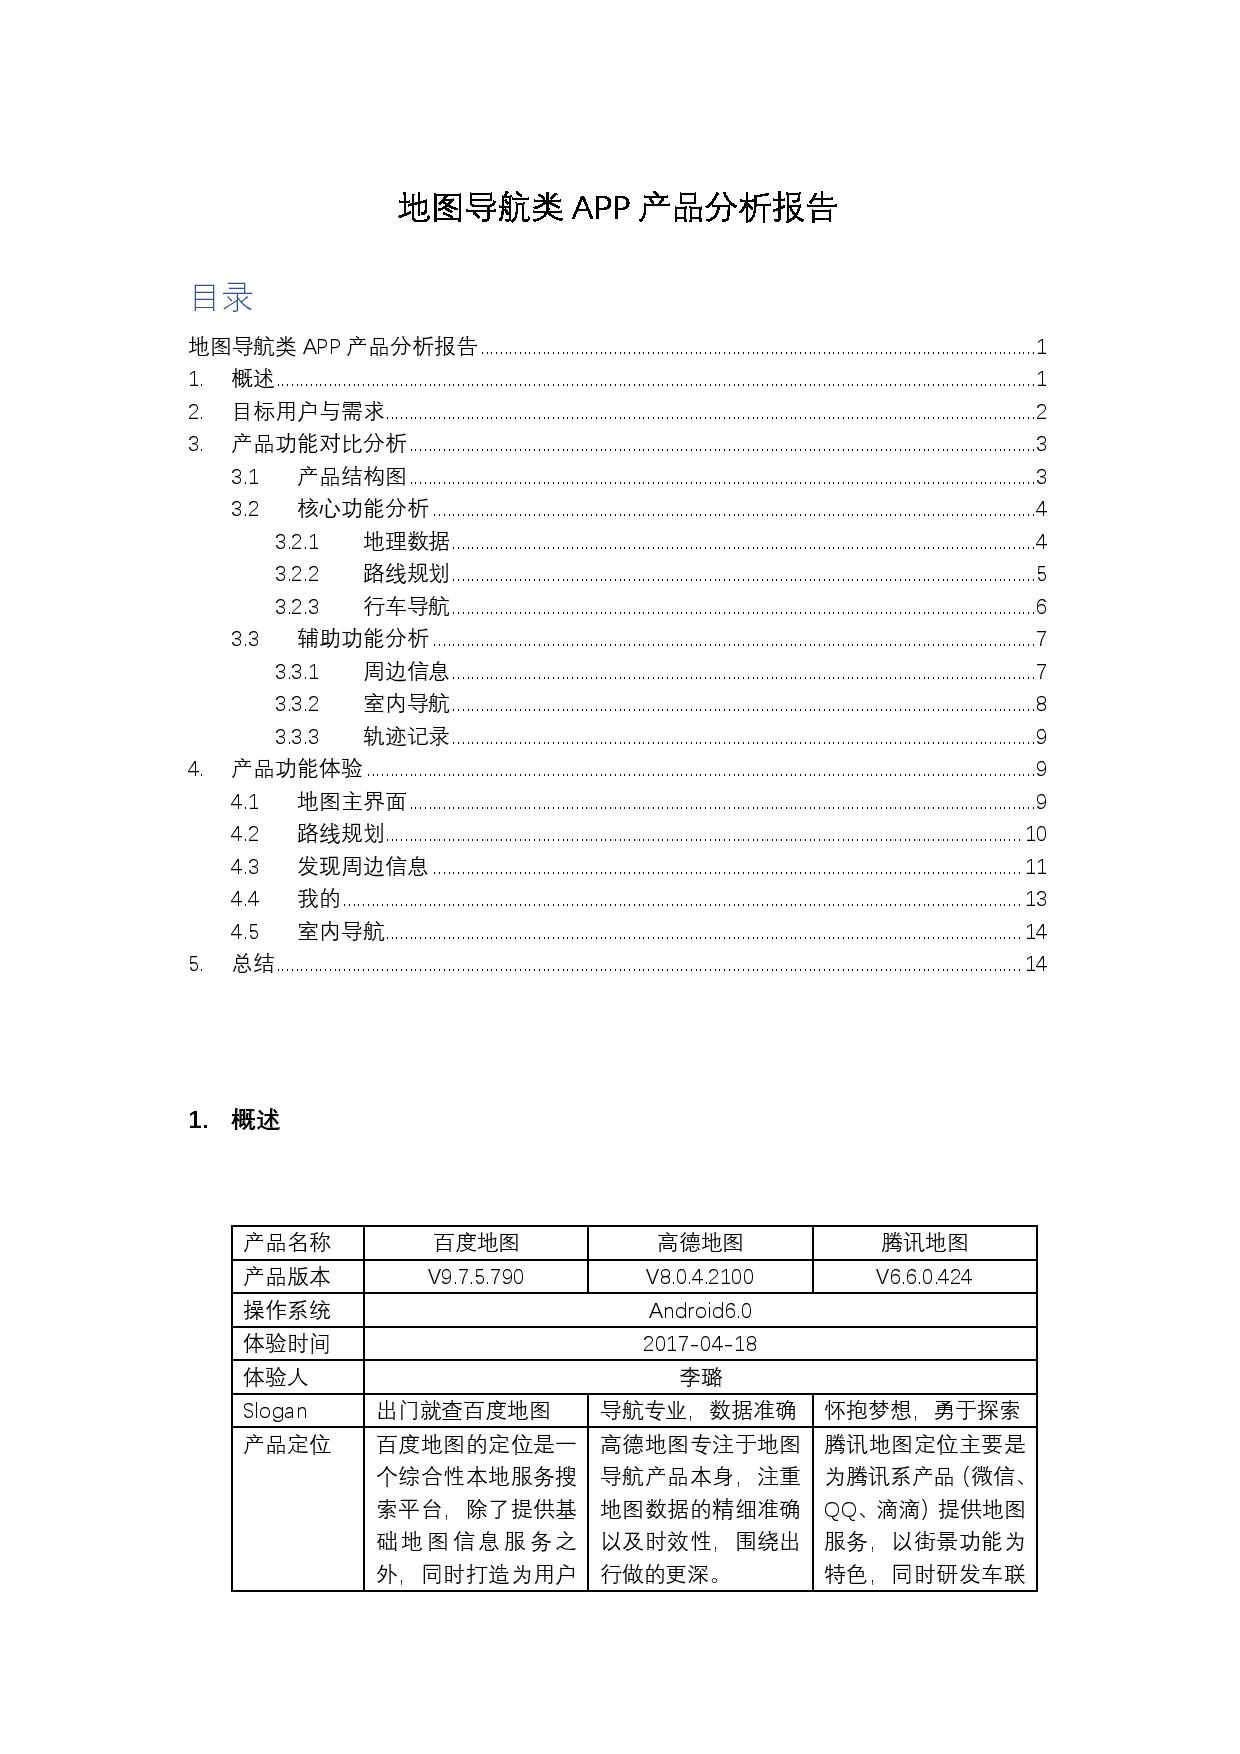 地图导航类 APP 产品分析报告
目录
地图导航类 APP 产品分析报告 1
1. 概述 1
2. 目标用户与需求 2
3. 产品功能对比分析 3
3.1 产品结构图 3
3.2 核心功能分析 4
3.2.1 地理数据 4
3.2.2 路线规划 5
3.2.3 行车导航 6
3.3 辅助功能分析 7
3.3.1 周边信息 7
3.3.2 室内导航 8
3.3.3 轨迹记录 9
4. 产品功能体验 9
4.1 地图主界面 9
4.2 路线规划 10
4.3 发现周边信息 11
4.4 我的 13
4.5 室内导航 14
5. 总结 14
1. 概述
产品名称 百度地图 高德地图 腾讯地图
产品版本 V9.7.5.790 V8.0.4.2100 V6.6.0.424
操作系统 Android6.0
体验时间 2017-04-18
体验人 李璐
Slogan 出门就查百度地图 导航专业，数据准确 怀抱梦想，勇于探索
产品定位 百度地图的定位是一 高德地图专注于地图 腾讯地图定位主要是
个综合性本地服务搜 导航产品本身，注重 为腾讯系产品（微信、
索平台，除了提供基 地图数据的精细准确 QQ、滴滴）提供地图
础地图信息服务之 以及时效性，围绕出 服务，以街景功能为
外，同时打造为用户 行做的更深。 特色，同时研发车联